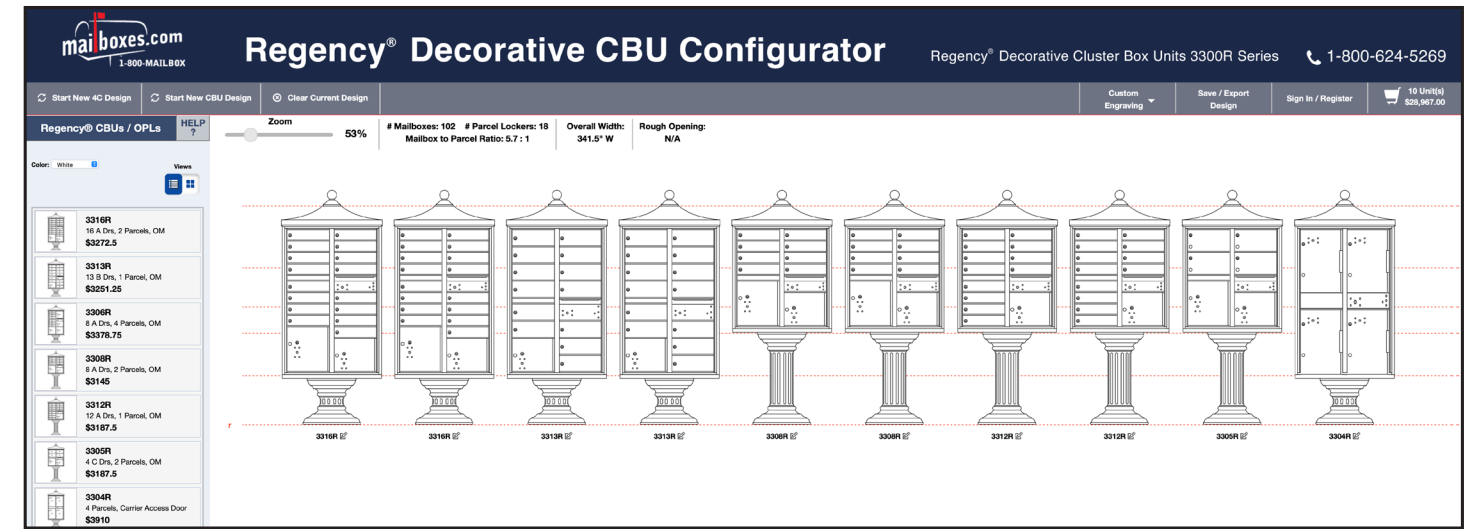 mailboxes.com
1-800-MAILBOX
Regency® Decorative CBU Configurator
Regency® Decorative Cluster Box Units 3300R Series
1-800-624-5269
Start New 4C Design
Start New CBU Design
Clear Current Design
Custom
Engraving
Save / Export
Design
Sign In / Register
10 Unit(s)
$28,967.00
Regency® CBUs / OPLs
HELP
?
Zoom
53%
# Mailboxes: 102 # Parcel Lockers: 18
Mailbox to Parcel Ratio: 5.7 : 1
Overall Width:
341.5" W
Rough Opening:
N/A
Color: White
Views
3316R
16 A Drs, 2 Parcels, OM
$3272.5
3313R
13 B Drs, 1 Parcel, OM
$3251.25
3306R
8 A Drs, 4 Parcels, OM
$3378.75
3308R
8 A Drs, 2 Parcels, OM
$3145
3312R
12 A Drs, 1 Parcel, OM
$3187.5
3305R
4 C Drs, 2 Parcels, OM
$3187.5
3304R
4 Parcels, Carrier Access Door
$3910
r
3316R 3316R 3313R 3313R 3308R 3308R 3312R 3312R 3305R 3304R